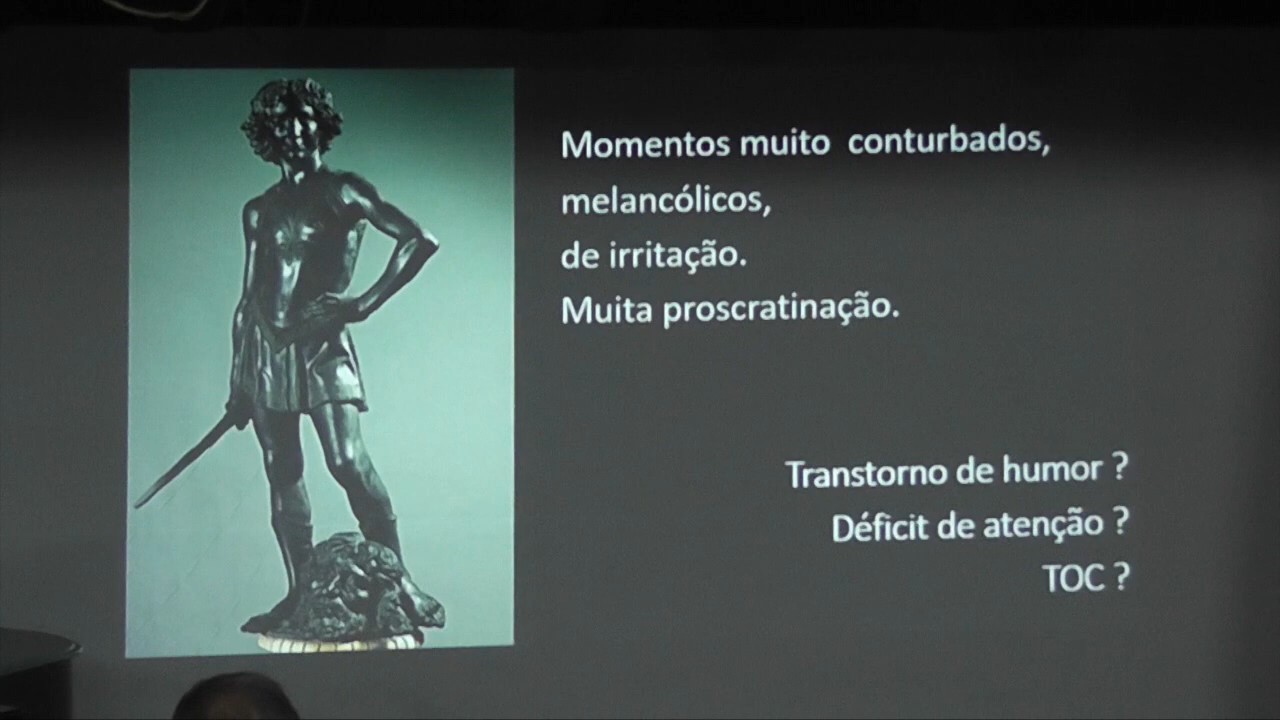 Momentos muito conturbados,
melancólicos,
de irritação.
Muita proscratinação.
Transtorno de humor ?
Déficit de atenção ?
TOC ?